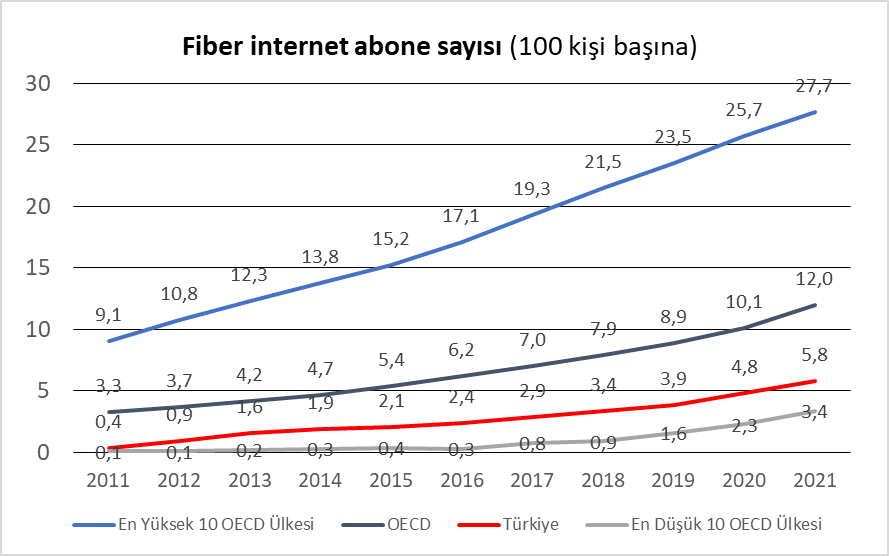 Fiber internet abone sayısı (100 kişi başına)
30
25
20
15
10
5
0
9,1 10,8 12,3 13,8 15,2 17,1 19,3 21,5 23,5 25,7 27,7
3,3 3,7 4,2 4,7 5,4 6,2 7,0 7,9 8,9 10,1 12,0
0,4 0,9 1,6 1,9 2,1 2,4 2,9 3,4 3,9 4,8 5,8
0,1 0,1 0,2 0,3 0,4 0,3 0,8 0,9 1,6 2,3 3,4
2011 2012 2013 2014 2015 2016 2017 2018 2019 2020 2021
En Yüksek 10 OECD Ülkesi OECD Türkiye En Düşük 10 OECD Ülkesi